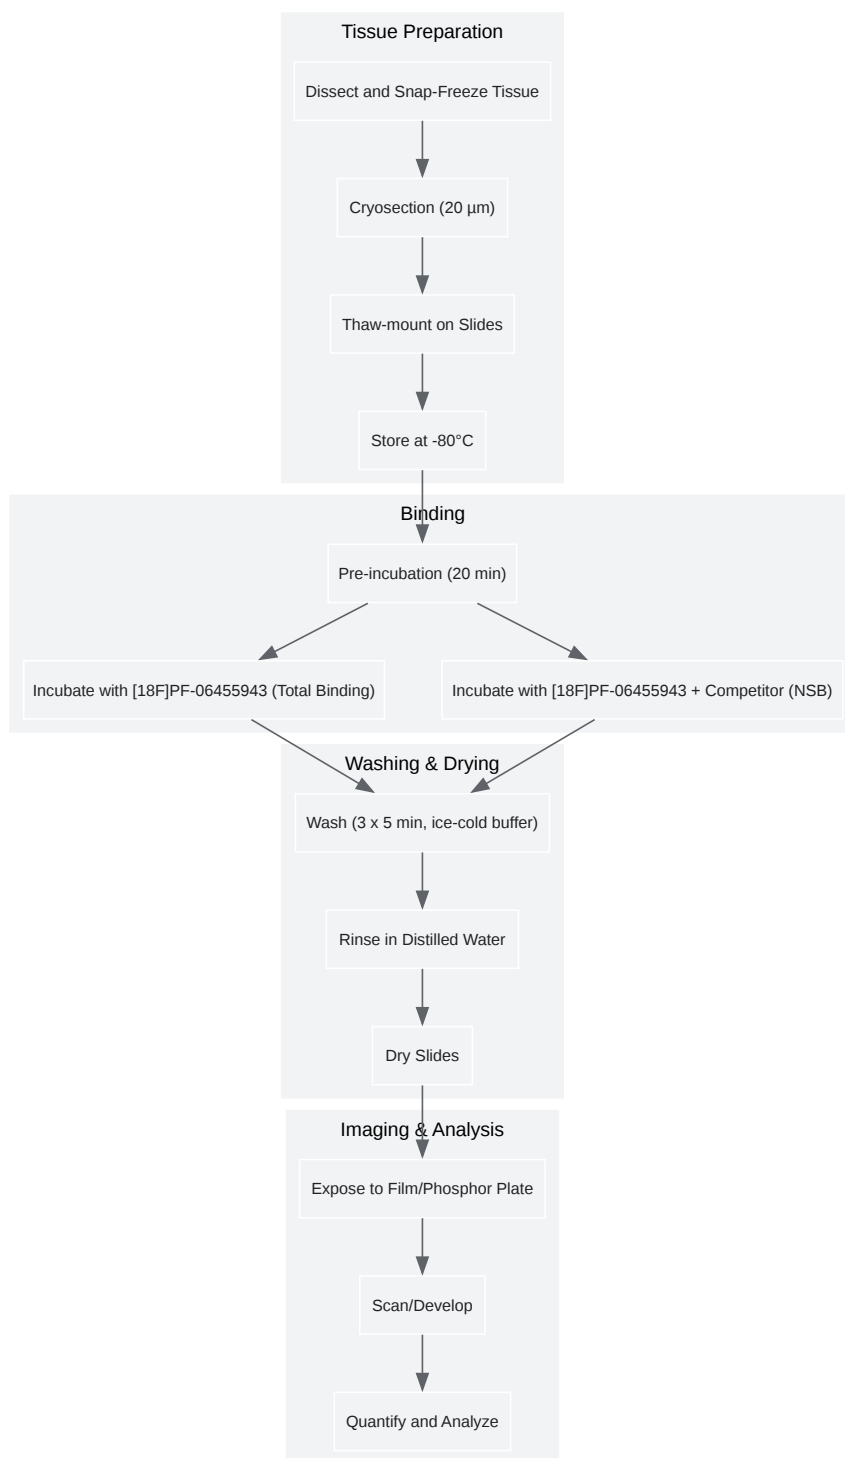 Tissue Preparation
Dissect and Snap-Freeze Tissue
Cryosection (20 µm)
Thaw-mount on Slides
Store at -80°C
Binding
Pre-incubation (20 min)
Incubate with [18F]PF-06455943 (Total Binding)
Incubate with [18F]PF-06455943 + Competitor (NSB)
Washing & Drying
Wash (3 x 5 min, ice-cold buffer)
Rinse in Distilled Water
Dry Slides
Imaging & Analysis
Expose to Film/Phosphor Plate
Scan/Develop
Quantify and Analyze